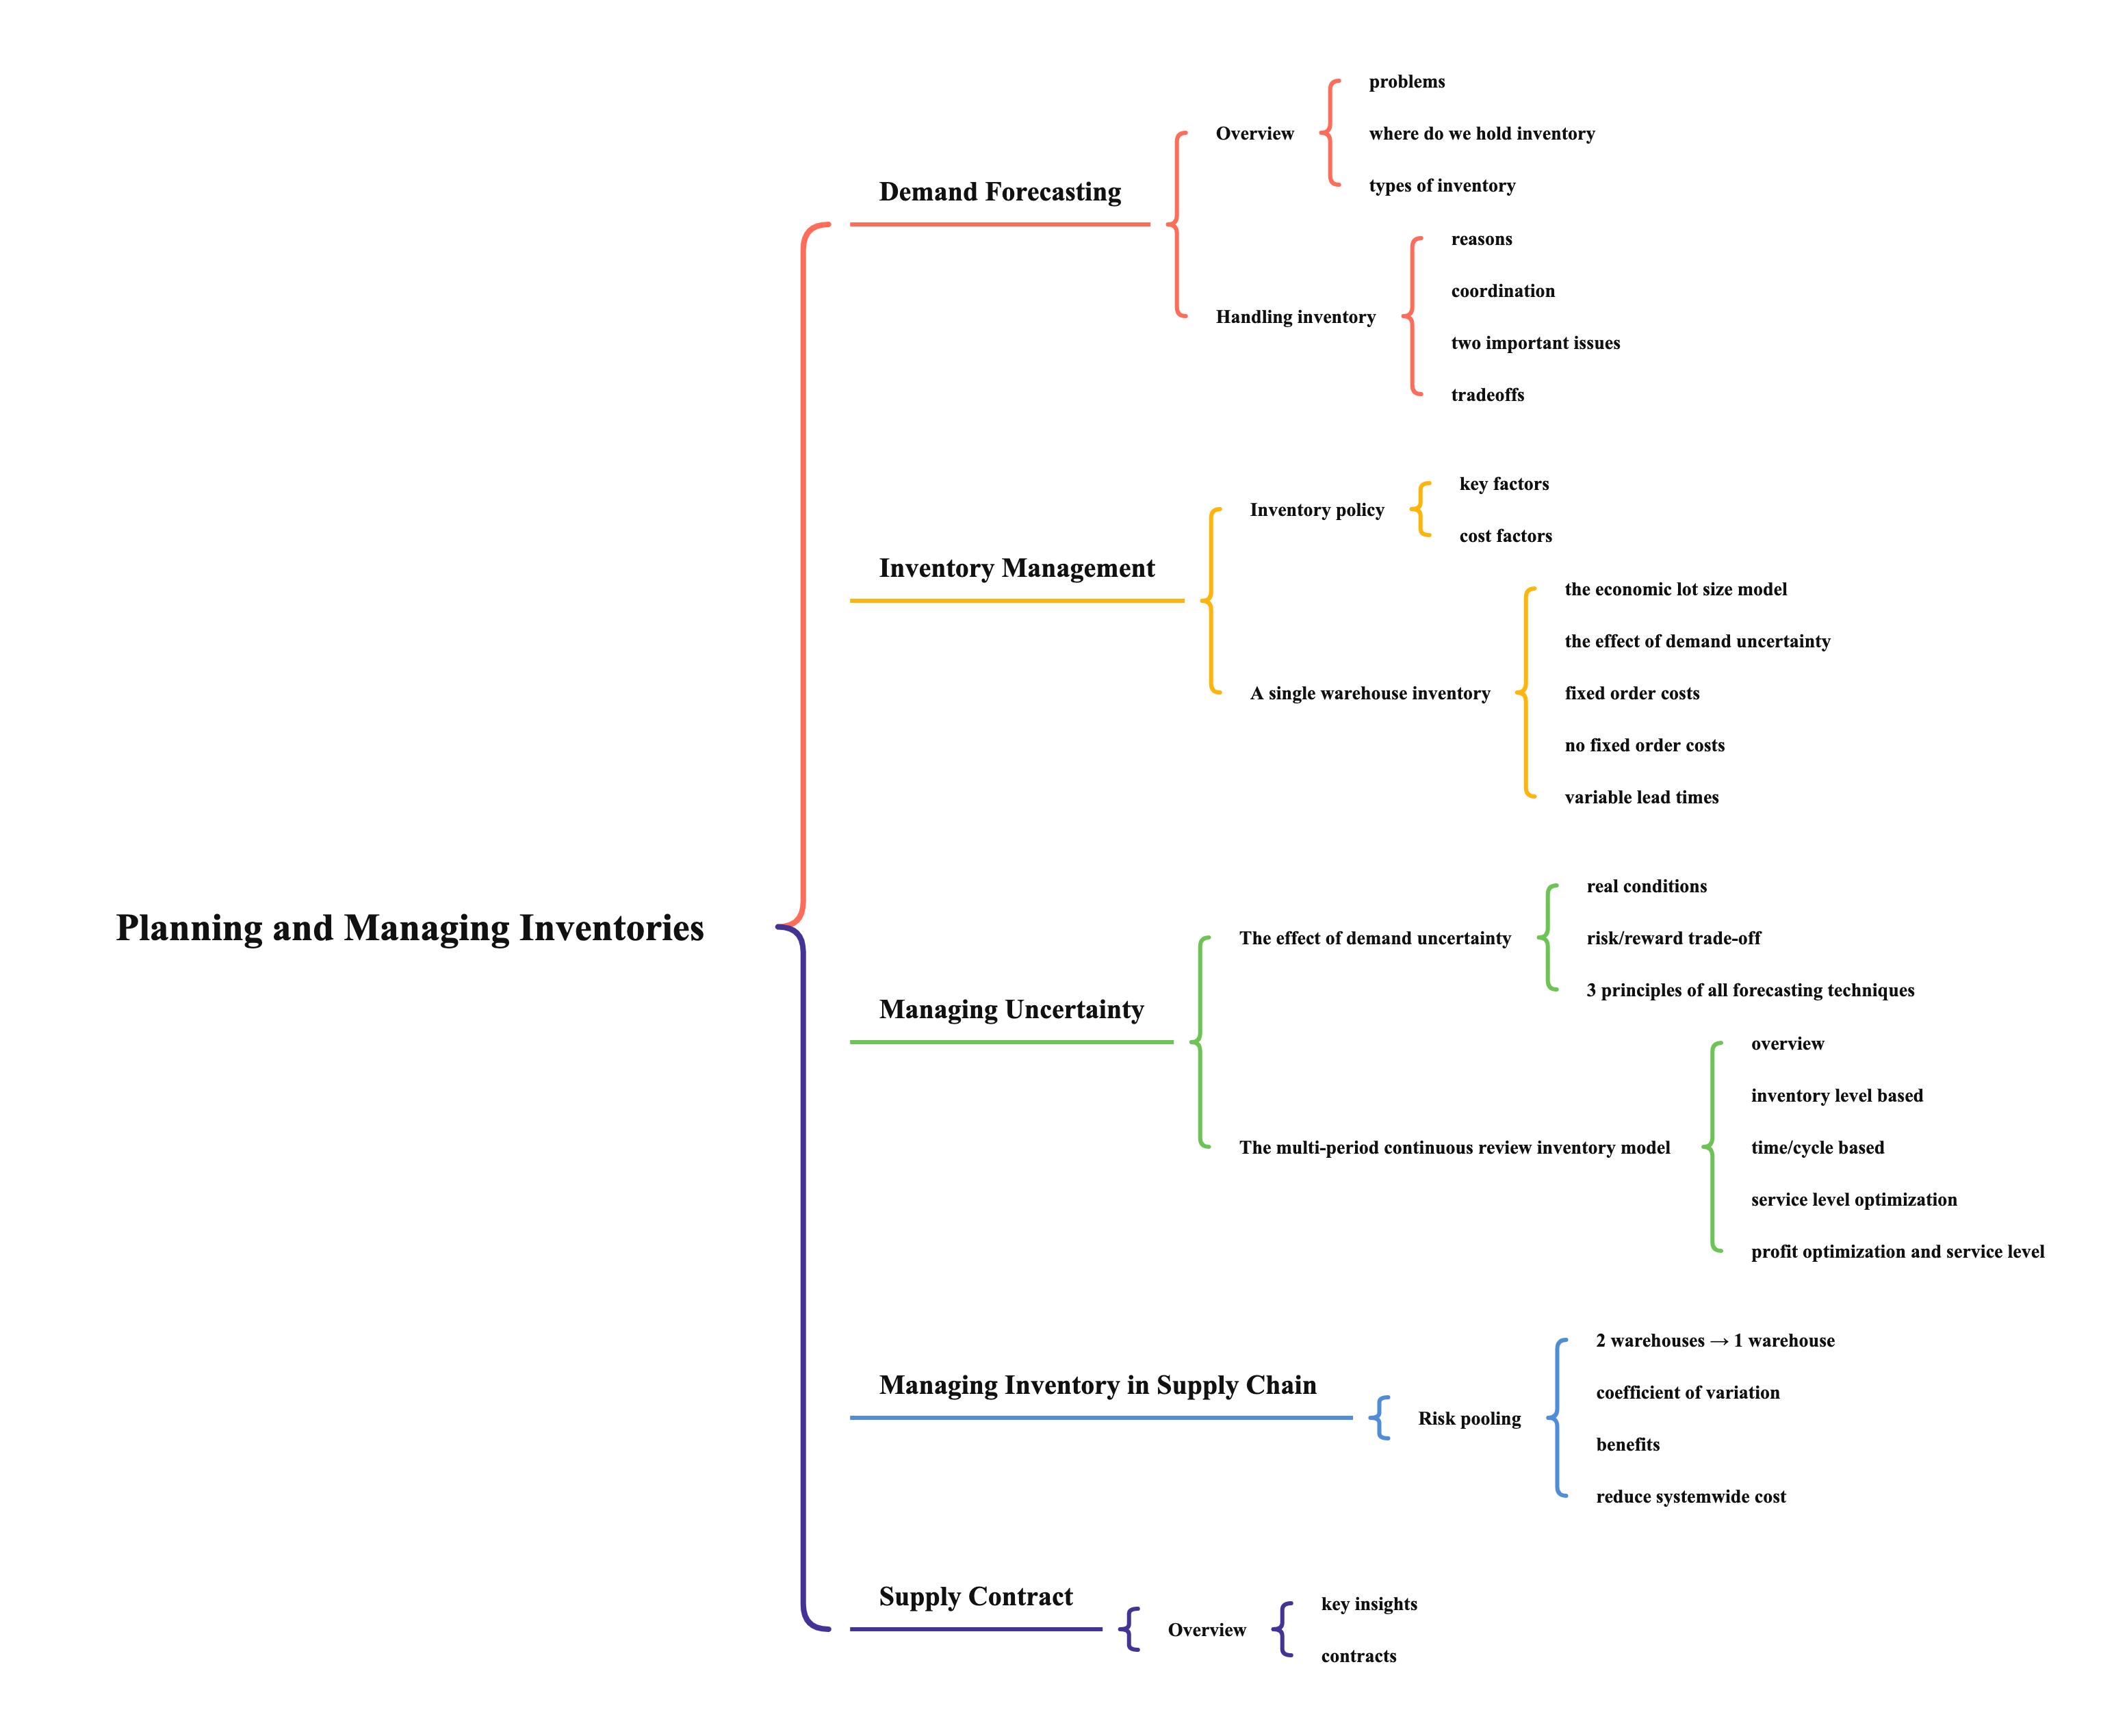 Planning and Managing Inventories
Demand Forecasting
Overview
problems
where do we hold inventory
types of inventory
Handling inventory
reasons
coordination
two important issues
tradeoffs
Inventory Management
Inventory policy
key factors
cost factors
A single warehouse inventory
the economic lot size model
the effect of demand uncertainty
fixed order costs
no fixed order costs
variable lead times
Managing Uncertainty
The effect of demand uncertainty
real conditions
risk/reward trade-off
3 principles of all forecasting techniques
The multi-period continuous review inventory model
overview
inventory level based
time/cycle based
service level optimization
profit optimization and service level
Managing Inventory in Supply Chain
Risk pooling
2 warehouses → 1 warehouse
coefficient of variation
benefits
reduce systemwide cost
Supply Contract
Overview
key insights
contracts